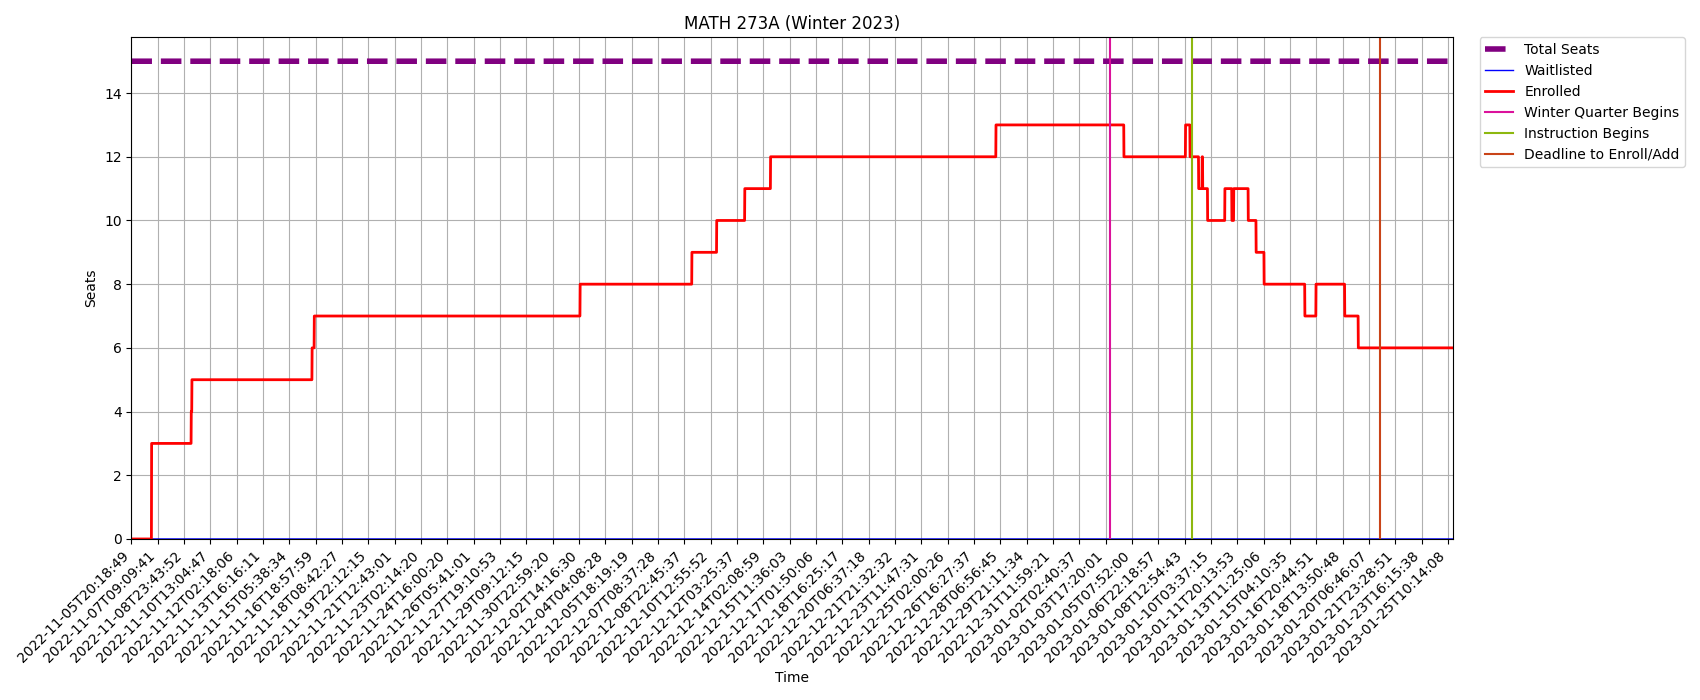 MATH 273A (Winter 2023)
Total Seats
Waitlisted
Enrolled
Winter Quarter Begins
Instruction Begins
Deadline to Enroll/Add
Seats
14
12
10
8
6
4
2
0
2022-11-05T20:18:49
2022-11-07T09:09:41
2022-11-08T23:43:52
2022-11-10T13:04:47
2022-11-12T02:18:06
2022-11-13T16:16:11
2022-11-15T05:38:34
2022-11-16T18:57:59
2022-11-18T08:42:27
2022-11-19T22:12:15
2022-11-21T12:43:01
2022-11-23T02:14:20
2022-11-24T16:00:20
2022-11-26T05:41:01
2022-11-27T19:10:53
2022-11-29T09:12:15
2022-11-30T22:59:20
2022-12-02T14:16:30
2022-12-04T04:08:28
2022-12-05T18:19:19
2022-12-07T08:37:28
2022-12-08T22:45:37
2022-12-10T12:55:52
2022-12-12T03:25:37
2022-12-14T02:08:59
2022-12-15T11:36:03
2022-12-17T01:50:06
2022-12-18T16:25:17
2022-12-20T06:37:18
2022-12-21T21:32:32
2022-12-23T11:47:31
2022-12-25T02:00:26
2022-12-26T16:27:37
2022-12-28T06:56:45
2022-12-29T21:11:34
2022-12-31T11:59:21
2023-01-02T02:40:37
2023-01-03T17:20:01
2023-01-05T07:52:00
2023-01-06T22:18:57
2023-01-08T12:54:43
2023-01-10T03:37:15
2023-01-11T20:13:53
2023-01-13T11:25:06
2023-01-15T04:10:35
2023-01-16T20:44:51
2023-01-18T13:50:48
2023-01-20T06:46:07
2023-01-21T23:28:51
2023-01-23T16:15:38
2023-01-25T10:14:08
Time